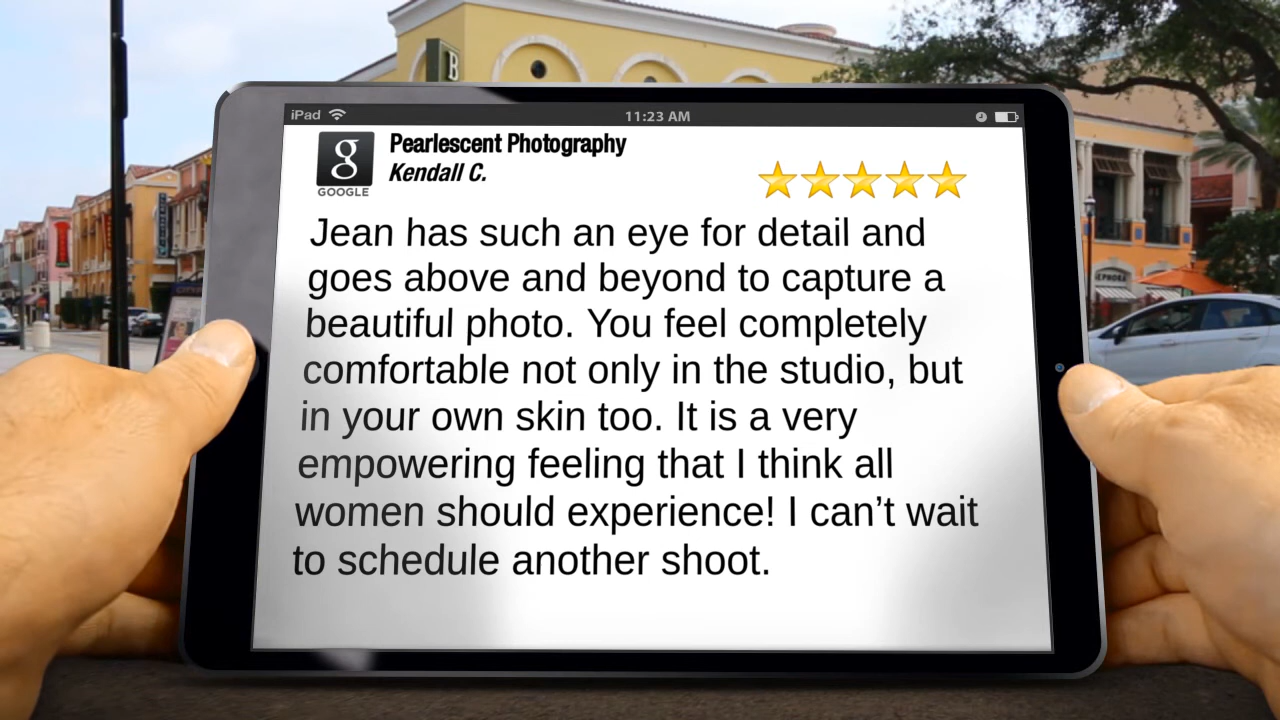 iPad 11:23 AM
g
GOOGLE
Pearlescent Photography
Kendall C.
Jean has such an eye for detail and
goes above and beyond to capture a
beautiful photo. You feel completely
comfortable not only in the studio, but
in your own skin too. It is a very
empowering feeling that I think all
women should experience! I can’t wait
to schedule another shoot.
B
SEPHORA